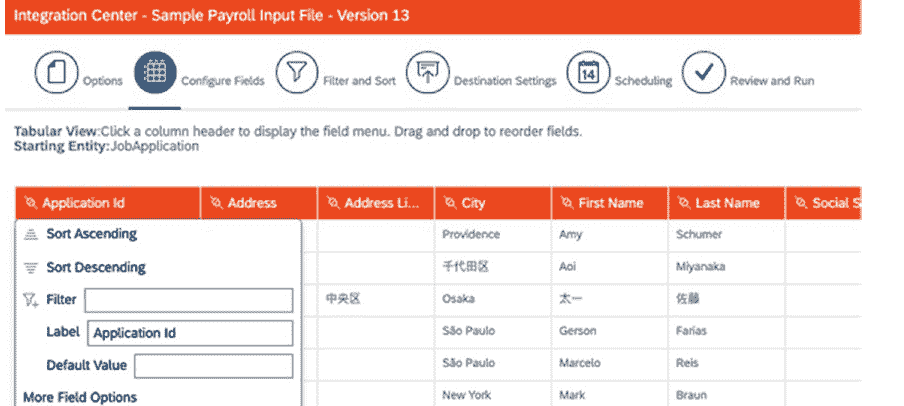 Integration Center - Sample Payroll Input File - Version 13
Options Configure Fields Filter and Sort Destination Settings 14 Scheduling Review and Run
Tabular View:Click a column header to display the field menu. Drag and drop to reorder fields.
Starting Entity:JobApplication
Application Id Address Address Li... City First Name Last Name Social S
Sort Ascending Providence Amy Schumer
Sort Descending 千代田区 Aoi Miyanaka
Filter 中央区 Osaka 太一 佐藤
Label Application Id São Paulo Gerson Farias
Default Value São Paulo Marcelo Reis
More Field Options New York Mark Braun